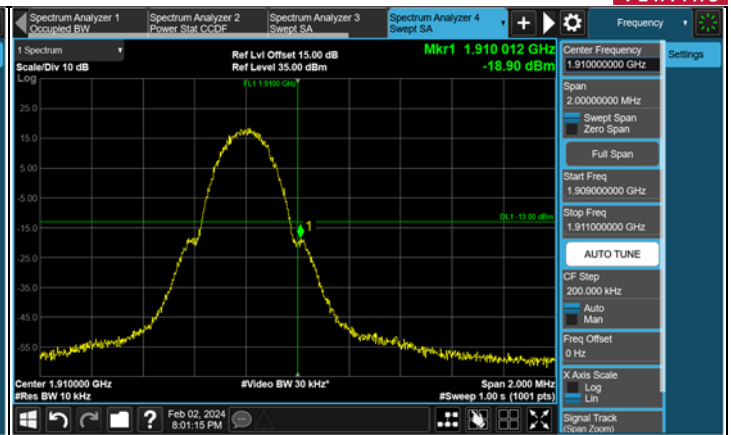 Spectrum Analyzer 1
Occupied BW
Spectrum Analyzer 2
Power Stat CCDF
Spectrum Analyzer 3
Swept SA
Spectrum Analyzer 4
Swept SA
Frequency
1 Spectrum
Scale/Div 10 dB
Log
Ref Lvl Offset 15.00 dB
Ref Level 35.00 dBm
Mkr1 1.910 012 GHz
-18.90 dBm
FL1 1.9100 GHz
25.0
15.0
5.00
-5.00
-15.0
-25.0
-35.0
-45.0
-55.0
DL1 -13.00 dBm
1
Center 1.910000 GHz
#Res BW 10 kHz
#Video BW 30 kHz*
Span 2.000 MHz
#Sweep 1.00 s (1001 pts)
Center Frequency
1.910000000 GHz
Settings
Span
2.00000000 MHz
Swept Span
Zero Span
Full Span
Start Freq
1.909000000 GHz
Stop Freq
1.911000000 GHz
AUTO TUNE
CF Step
200.000 kHz
Auto
Man
Freq Offset
0 Hz
X Axis Scale
Log
Lin
Signal Track
(Span Zoom)
Feb 02, 2024
8:01:15 PM